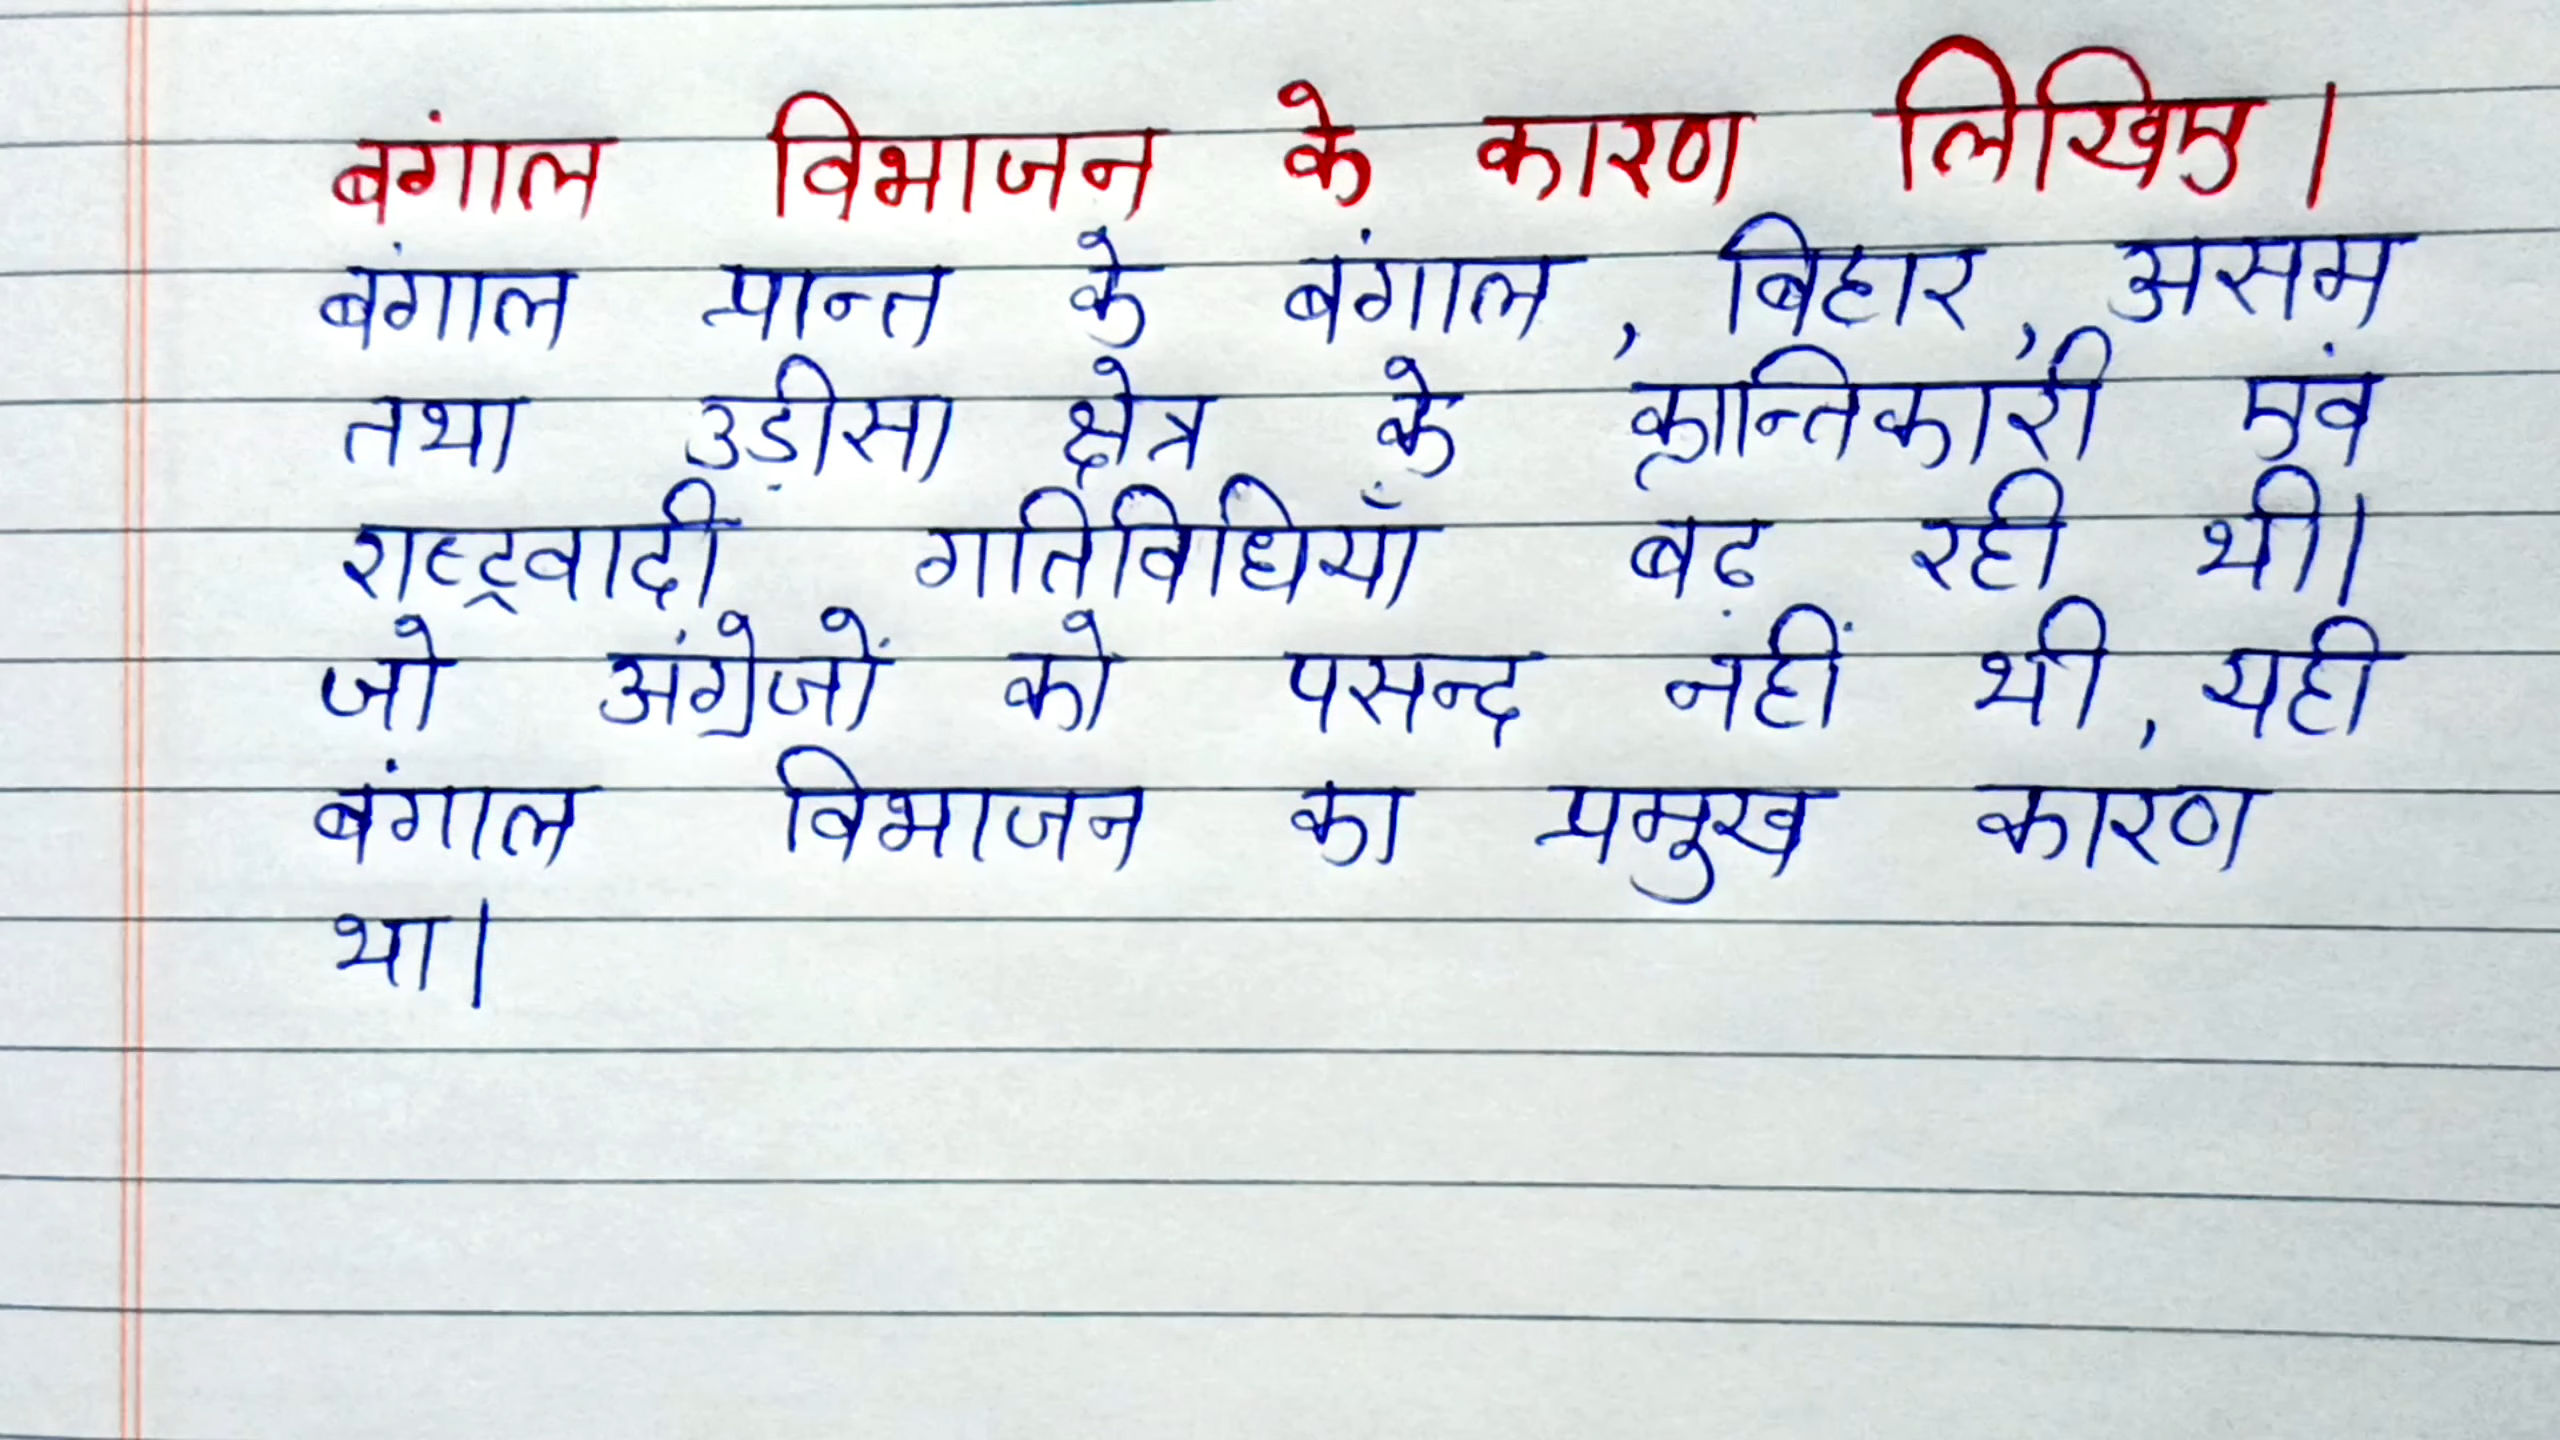 बंगाल विभाजन के कारण लिखिए।
बंगाल प्रान्त के बंगाल, बिहार, असम
तथा उड़ीसा क्षेत्र के क्रान्तिकारी एवं
राष्ट्रवादी गतिविधियाँ बढ़ रही थी।
जो अंग्रेजों को पसन्द नहीं थी, यही
बंगाल विभाजन का प्रमुख कारण
था।